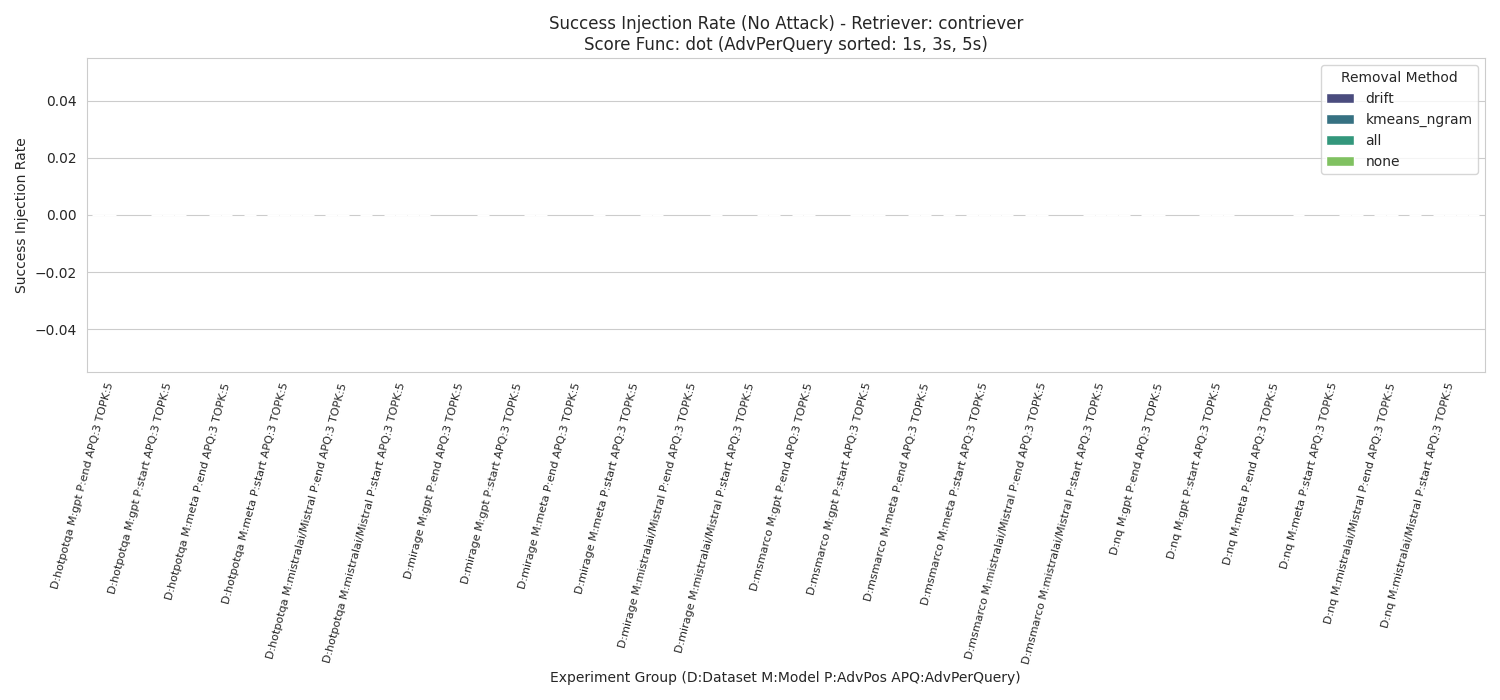 Success Injection Rate (No Attack) - Retriever: contriever
Score Func: dot (AdvPerQuery sorted: 1s, 3s, 5s)
Success Injection Rate
0.04
0.02
0.00
−0.02
−0.04
Removal Method
drift
kmeans_ngram
all
none
D:hotpotqa M:gpt P:end APQ:3 TOPK:5
D:hotpotqa M:gpt P:start APQ:3 TOPK:5
D:hotpotqa M:meta P:end APQ:3 TOPK:5
D:hotpotqa M:meta P:start APQ:3 TOPK:5
D:hotpotqa M:mistralai/Mistral P:end APQ:3 TOPK:5
D:hotpotqa M:mistralai/Mistral P:start APQ:3 TOPK:5
D:mirage M:gpt P:end APQ:3 TOPK:5
D:mirage M:gpt P:start APQ:3 TOPK:5
D:mirage M:meta P:end APQ:3 TOPK:5
D:mirage M:meta P:start APQ:3 TOPK:5
D:mirage M:mistralai/Mistral P:end APQ:3 TOPK:5
D:mirage M:mistralai/Mistral P:start APQ:3 TOPK:5
D:msmarco M:gpt P:end APQ:3 TOPK:5
D:msmarco M:gpt P:start APQ:3 TOPK:5
D:msmarco M:meta P:end APQ:3 TOPK:5
D:msmarco M:meta P:start APQ:3 TOPK:5
D:msmarco M:mistralai/Mistral P:end APQ:3 TOPK:5
D:msmarco M:mistralai/Mistral P:start APQ:3 TOPK:5
D:nq M:gpt P:end APQ:3 TOPK:5
D:nq M:gpt P:start APQ:3 TOPK:5
D:nq M:meta P:end APQ:3 TOPK:5
D:nq M:meta P:start APQ:3 TOPK:5
D:nq M:mistralai/Mistral P:end APQ:3 TOPK:5
D:nq M:mistralai/Mistral P:start APQ:3 TOPK:5
Experiment Group (D:Dataset M:Model P:AdvPos APQ:AdvPerQuery)